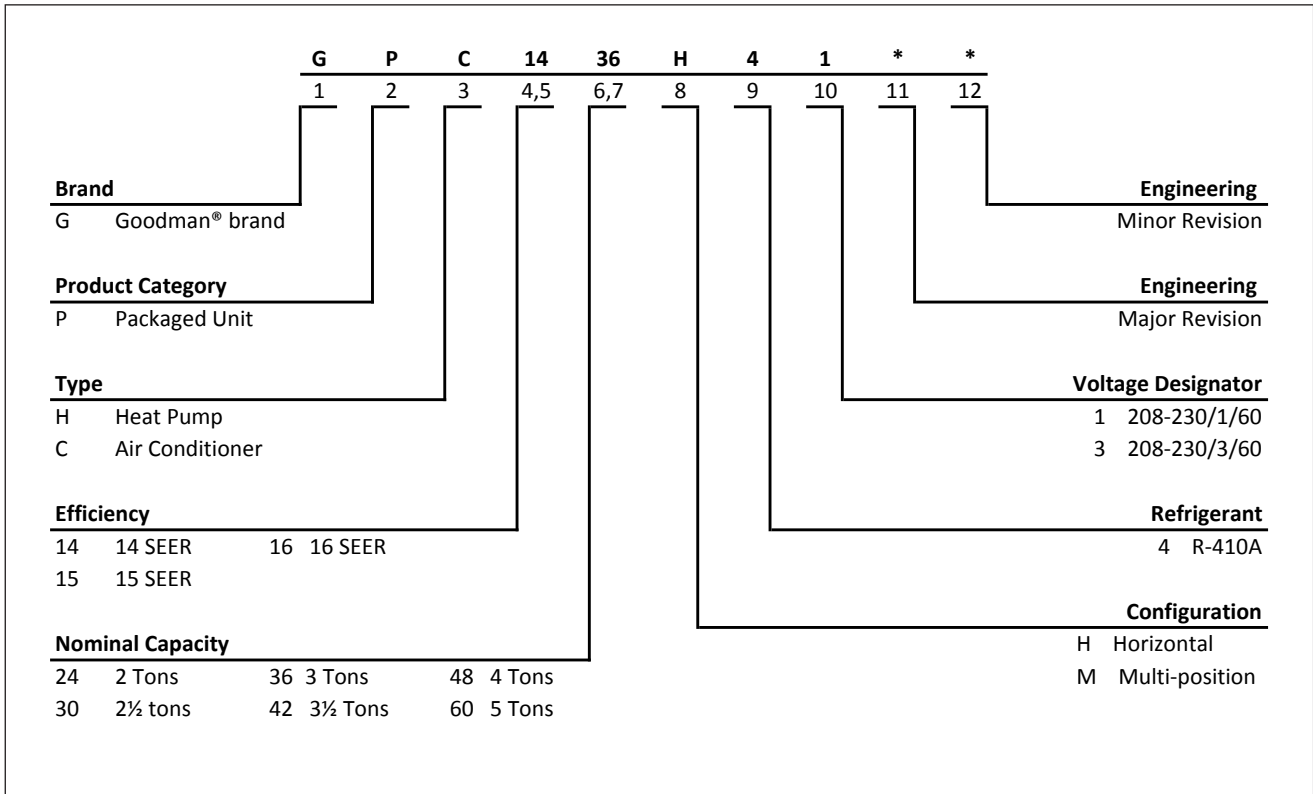 G P C 14 36 H 4 1 * *
1 2 3 4,5 6,7 8 9 10 11 12
Brand
G Goodman® brand
Product Category
P Packaged Unit
Type
H Heat Pump
C Air Conditioner
Efficiency
14 14 SEER 16 16 SEER
15 15 SEER
Nominal Capacity
24 2 Tons 36 3 Tons 48 4 Tons
30 2½ tons 42 3½ Tons 60 5 Tons
Engineering
Minor Revision
Engineering
Major Revision
Voltage Designator
1 208-230/1/60
3 208-230/3/60
Refrigerant
4 R-410A
Configuration
H Horizontal
M Multi-position